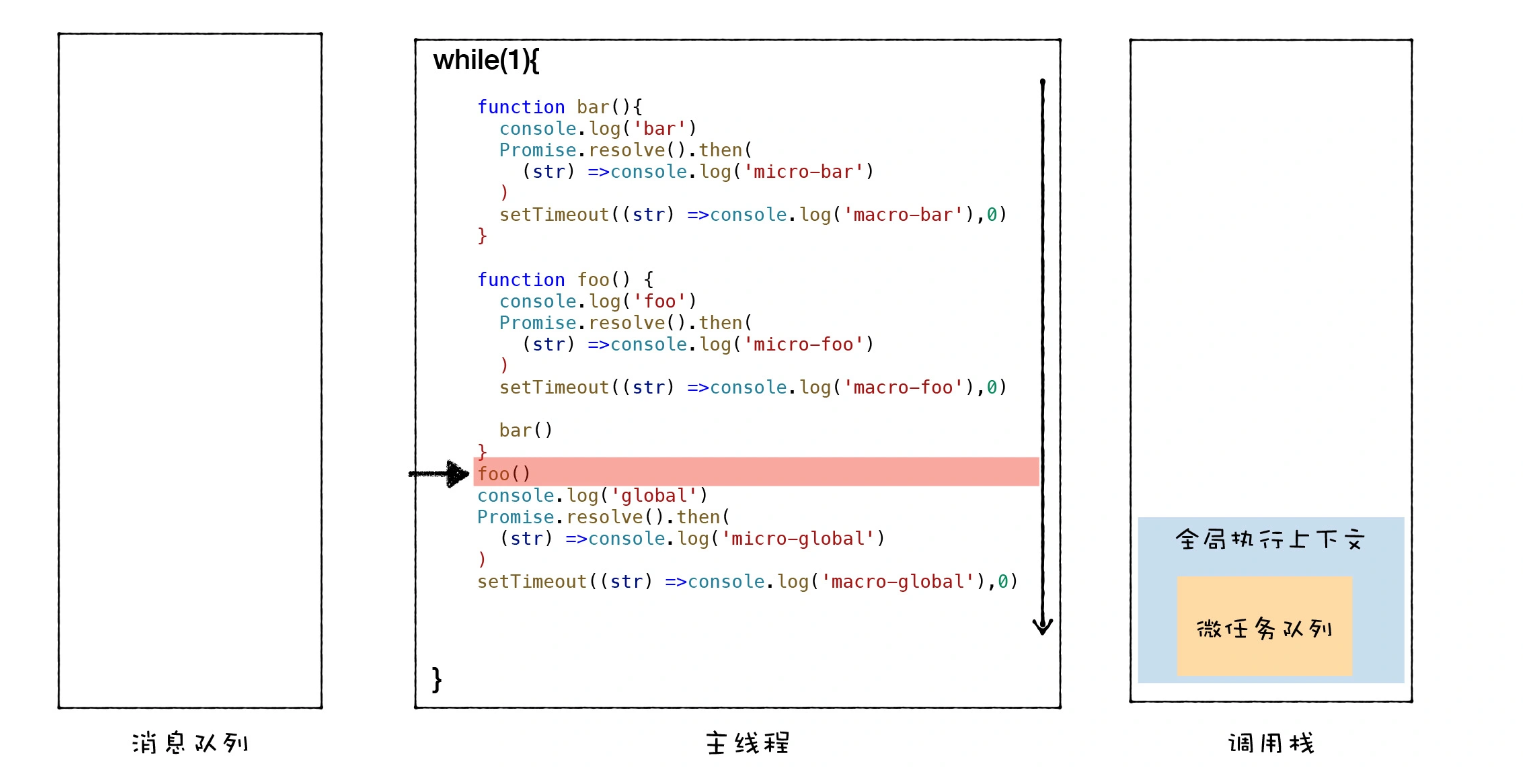 while(1){
function bar(){
console.log('bar')
Promise.resolve().then(
(str) =>console.log('micro-bar')
)
setTimeout((str) =>console.log('macro-bar'),0)
}
function foo() {
console.log('foo')
Promise.resolve().then(
(str) =>console.log('micro-foo')
)
setTimeout((str) =>console.log('macro-foo'),0)
bar()
}
foo()
console.log('global')
Promise.resolve().then(
(str) =>console.log('micro-global')
)
setTimeout((str) =>console.log('macro-global'),0)
}
全局执行上下文
微任务队列
消息队列
主线程
调用栈